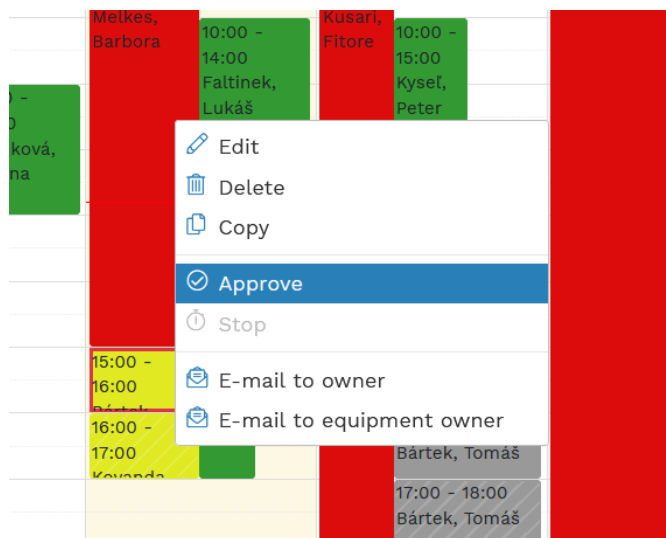 Melkes,
Barbora
10:00 -
14:00
Faltinek,
Lukáš
Kusari,
Fitore
10:00 -
15:00
Kyseľ,
Peter
ková,
na
Edit
Delete
Copy
Approve
Stop
E-mail to owner
E-mail to equipment owner
15:00 -
16:00
Bártek
16:00 -
17:00
Kovanda
Bártek, Tomáš
17:00 - 18:00
Bártek, Tomáš